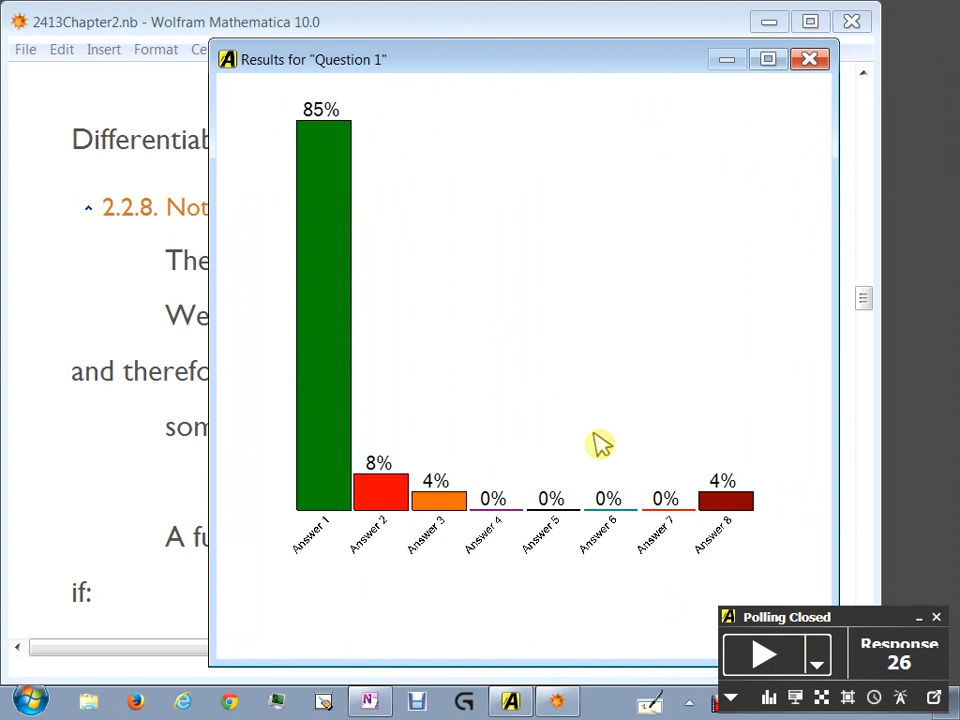 2413Chapter2.nb - Wolfram Mathematica 10.0
File Edit Insert Format Ce
Results for "Question 1"
85%
8%
4%
0%
0%
0%
0%
4%
Answer 1
Answer 2
Answer 3
Answer 4
Answer 5
Answer 6
Answer 7
Answer 8
Differentiab
2.2.8. Not
The
We
and therefo
som
A fu
if:
Polling Closed
Response
26